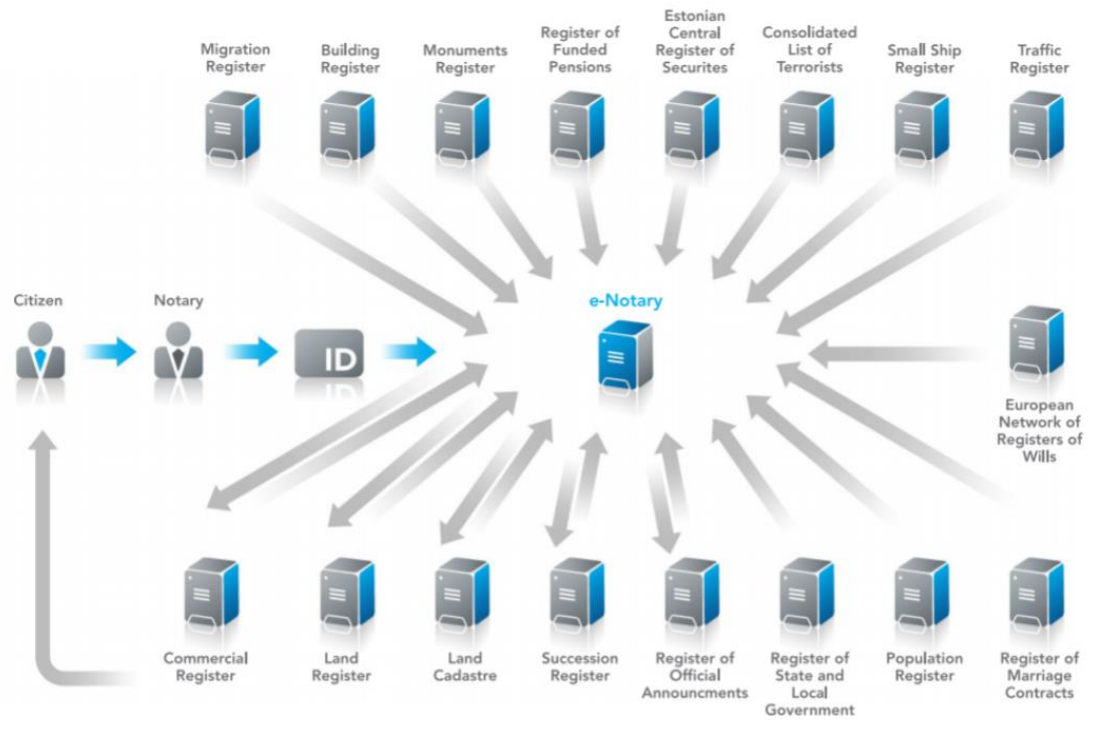 Migration
Register
Building
Register
Monuments
Register
Register of
Funded
Pensions
Estonian
Central
Register of
Securites
Consolidated
List of
Terrorists
Small Ship
Register
Traffic
Register
Citizen
Notary
ID
e-Notary
European
Network of
Registers of
Wills
Commercial
Register
Land
Register
Land
Cadastre
Succession
Register
Register of
Official
Announcments
Register of
State and
Local
Government
Population
Register
Register of
Marriage
Contracts